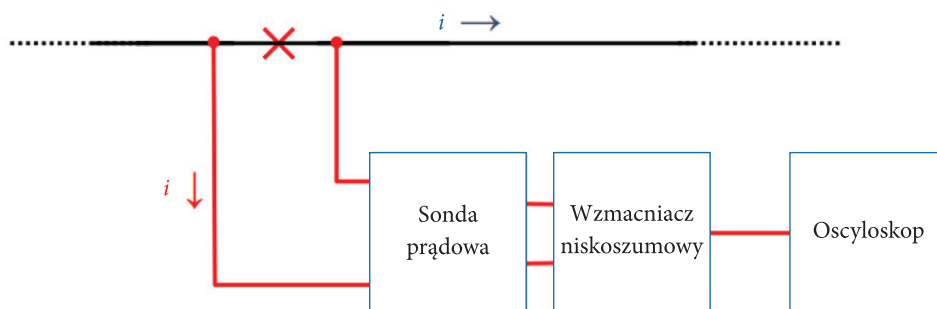 i
i
Sonda
prądowa
Wzmacniacz
niskoszumowy
Oscyloskop